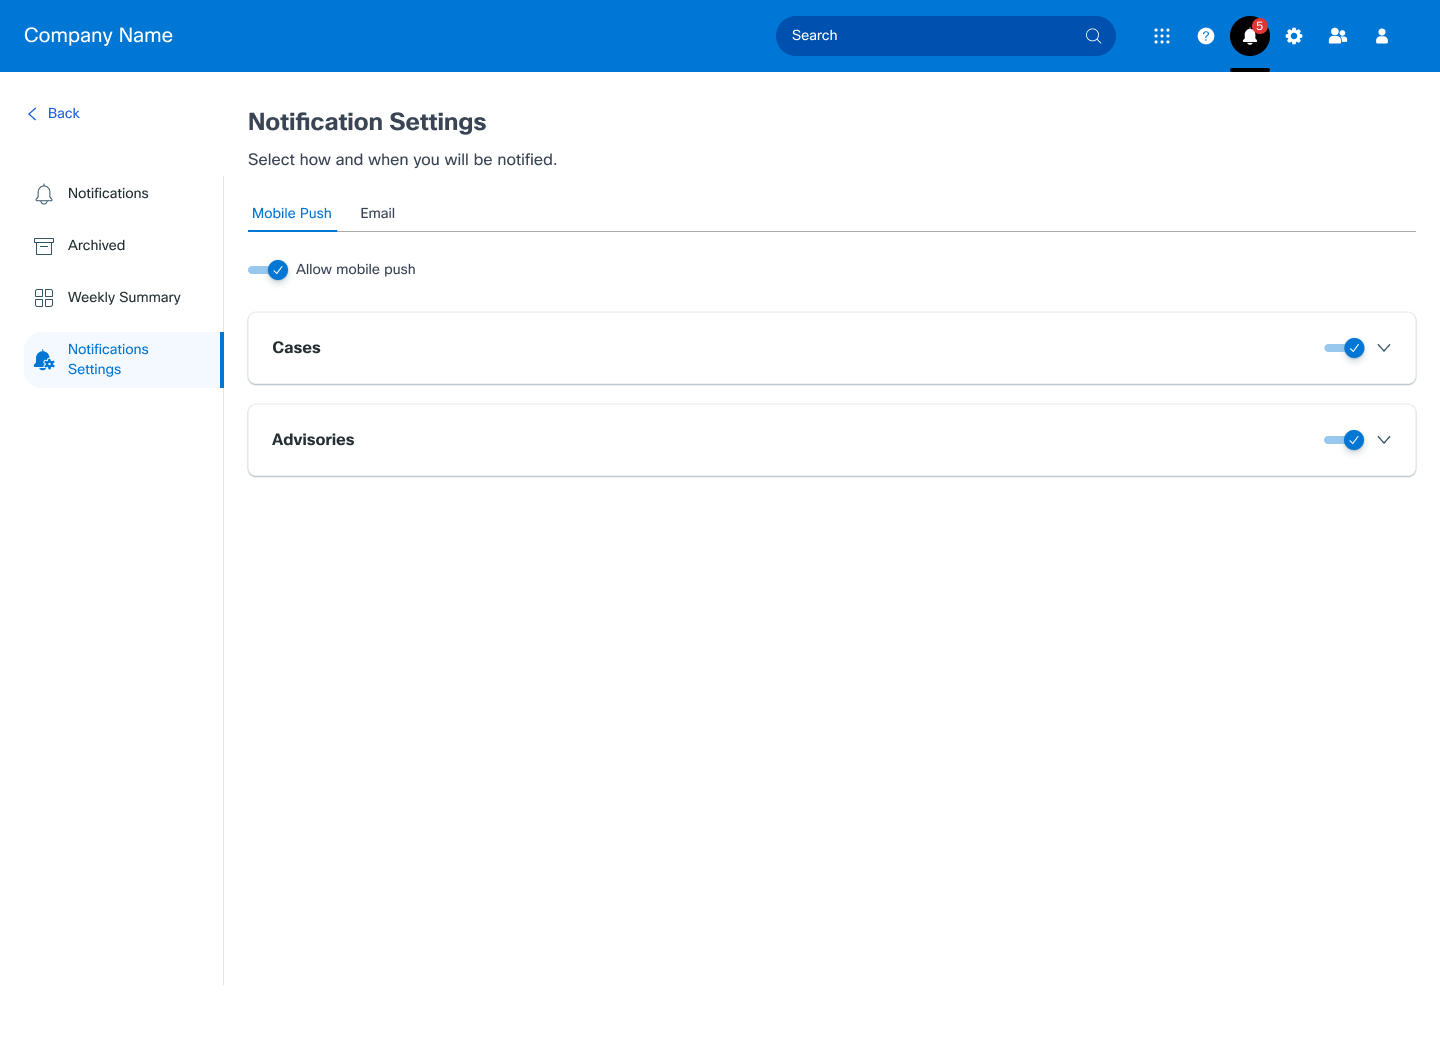 Company Name
Search
5
Back
Notifications
Archived
Weekly Summary
Notifications
Settings
Notification Settings
Select how and when you will be notified.
Mobile Push
Email
Allow mobile push
Cases
Advisories